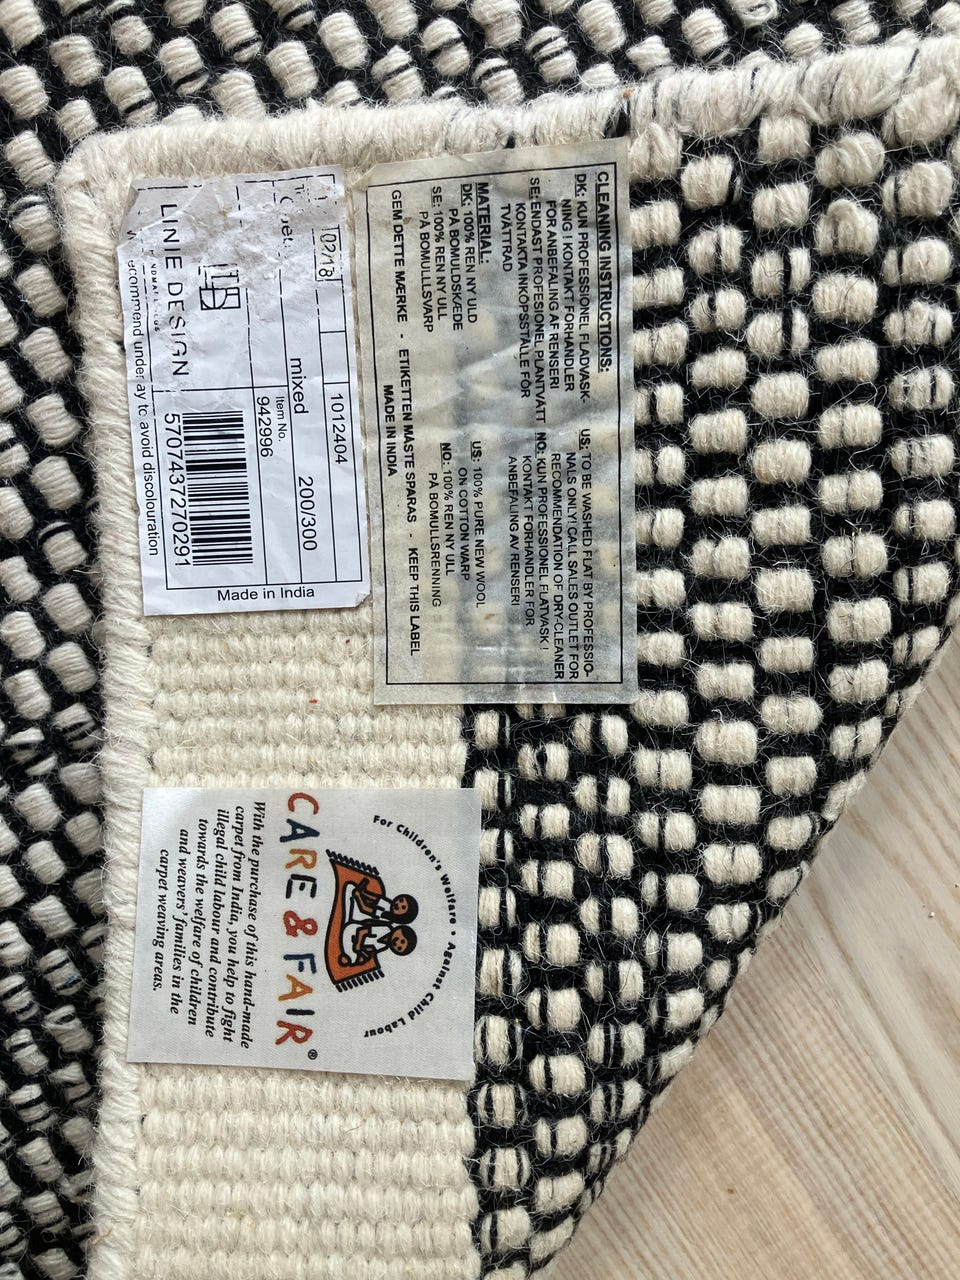 02/18
1012404
mixed
200/300
Item No.
942996
LINIE DESIGN
5707437270291
ecommend under
ay to avoid discolouration
Made in India
CLEANING INSTRUCTIONS:
DK: KUN PROFESSIONEL FLADVASK-
NING ! KONTAKT FORHANDLER
FOR ANBEFALING AF RENSERI
SE: ENDAST PROFESIONEL PLANTVÄTT
KONTAKTA INKÖPSSTÄLLE FÖR
TVÄTTRÅD
US: TO BE WASHED FLAT BY PROFESSIO-
NALS ONLY! CALL SALES OUTLET FOR
RECOMMENDATION OF DRY-CLEANER
NO: KUN PROFESSIONEL FLATVASK !
KONTAKT FORHANDLER FOR
ANBEFALING AV RENSERI
MATERIAL:
DK: 100% REN NY ULD
PÅ BOMULDSKÆDE
SE: 100% REN NY ULL
PÅ BOMULLSVARP
US: 100% PURE NEW WOOL
ON COTTON WARP
NO: 100% REN NY ULL
PÅ BOMULLSRENNING
GEM DETTE MÆRKE - ETIKETTEN MÅSTE SPARAS - KEEP THIS LABEL
MADE IN INDIA
For Children's Welfare • Against Child Labour
CARE & FAIR®
With the purchase of this hand-made
carpet from India, you help to fight
illegal child labour and contribute
towards the welfare of children
and weavers' families in the
carpet weaving areas.